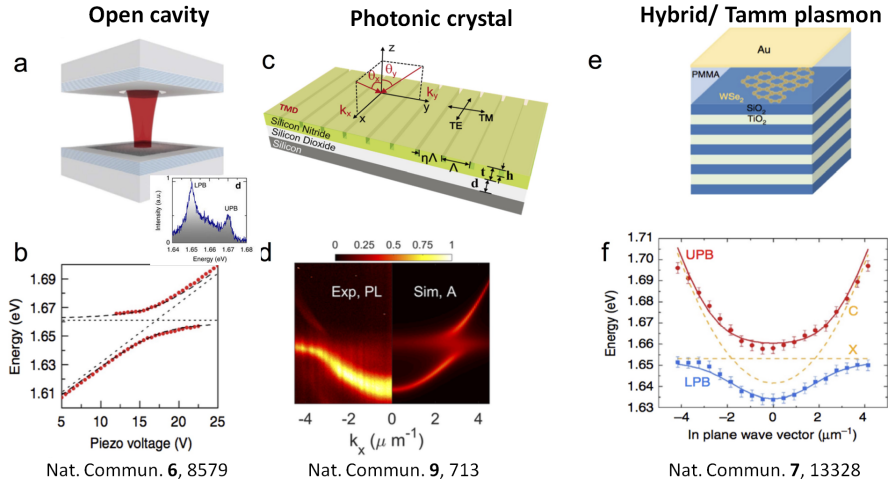 Open cavity
Photonic crystal
Hybrid/ Tamm plasmon
a
d
Intensity (a.u.)
1
0
LPB
UPB
1.64 1.65 1.66 1.67 1.68
Energy (eV)
b
Energy (eV)
1.69
1.67
1.65
1.63
1.61
5 10 15 20 25
Piezo voltage (V)
Nat. Commun. 6, 8579
c
z
θx
θy
kx
ky
x
y
TE
TM
TMD
Silicon Nitride
Silicon Dioxide
Silicon
ηΛ
Λ
t
h
d
d
0 0.25 0.5 0.75 1
Exp, PL
Sim, A
−4 −2 0 2 4
kx (μ m⁻¹)
Nat. Commun. 9, 713
e
Au
PMMA
WSe2
SiO2
TiO2
f
Energy (eV)
1.71
1.70
1.69
1.68
1.67
1.66
1.65
1.64
1.63
UPB
C
X
LPB
−4 −2 0 2 4
In plane wave vector (μm⁻¹)
Nat. Commun. 7, 13328